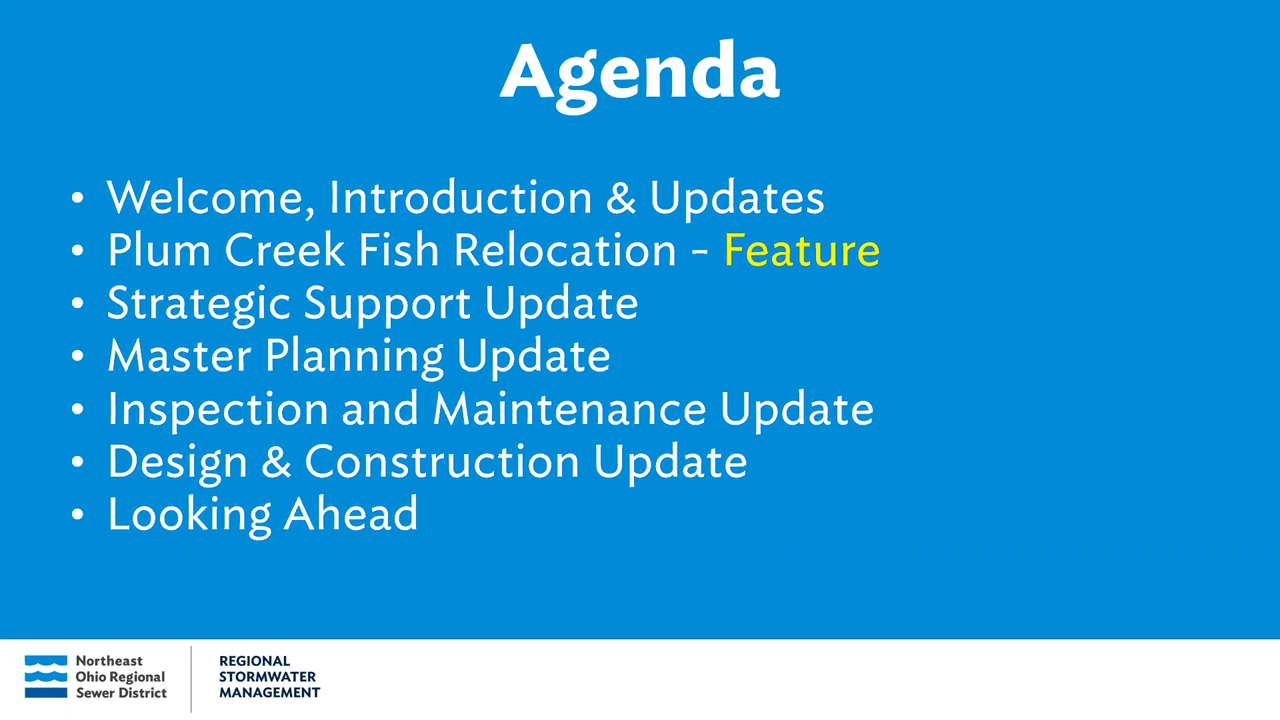 Agenda
• Welcome, Introduction & Updates
• Plum Creek Fish Relocation – Feature
• Strategic Support Update
• Master Planning Update
• Inspection and Maintenance Update
• Design & Construction Update
• Looking Ahead
Northeast
Ohio Regional
Sewer District
REGIONAL
STORMWATER
MANAGEMENT